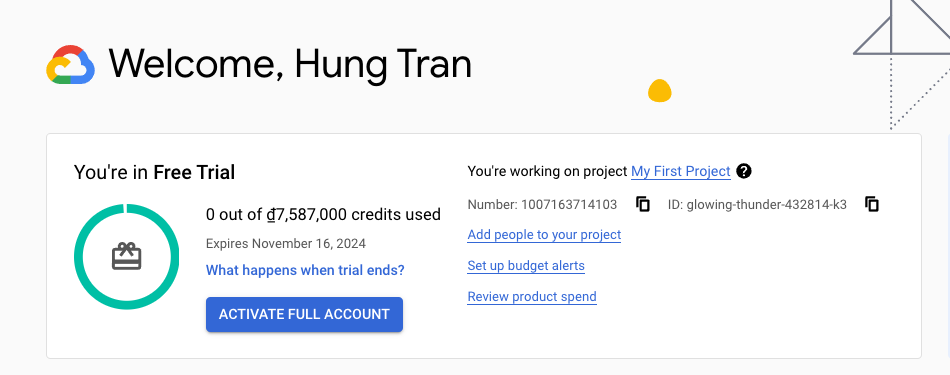 Welcome, Hung Tran
You're in Free Trial
0 out of ₫7,587,000 credits used
Expires November 16, 2024
What happens when trial ends?
ACTIVATE FULL ACCOUNT
You're working on project My First Project ?
Number: 1007163714103 ID: glowing-thunder-432814-k3
Add people to your project
Set up budget alerts
Review product spend